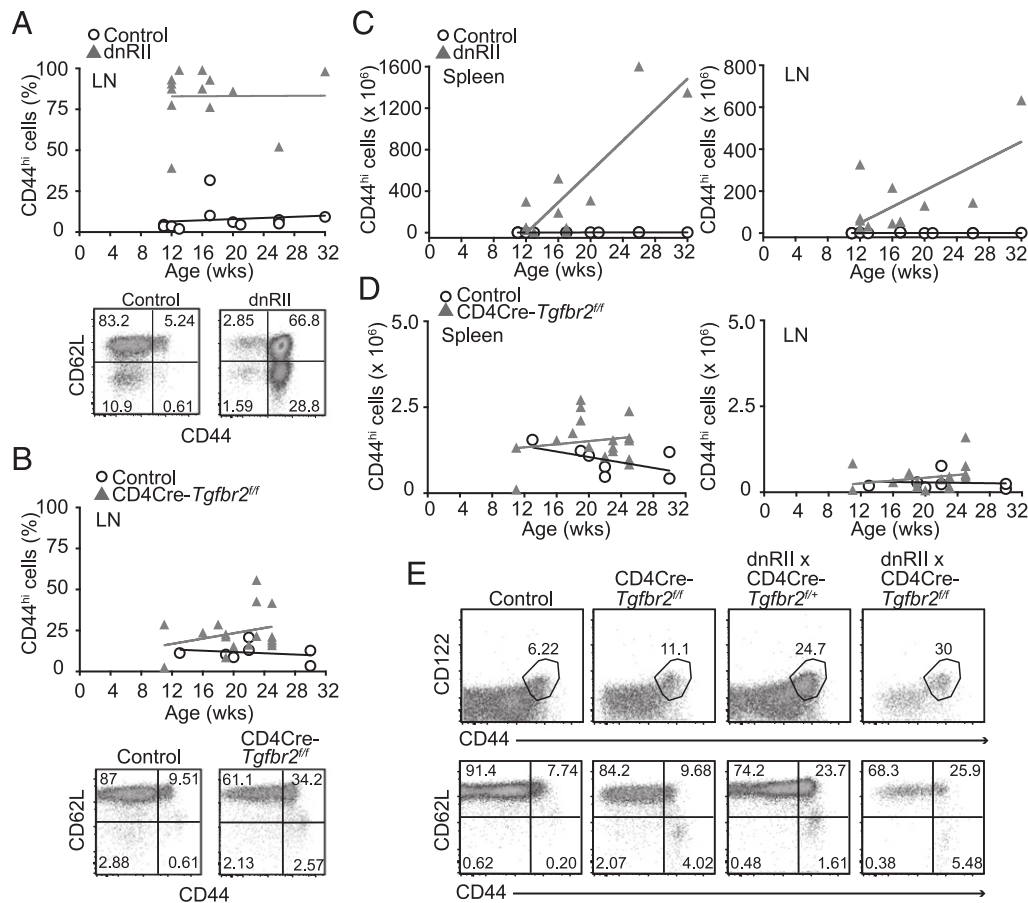 A
Control
dnRII
LN
CD44hi cells (%)
100
75
50
25
0
0 4 8 12 16 20 24 28 32
Age (wks)
Control dnRII
83.2 5.24
10.9 0.61
2.85 66.8
1.59 28.8
CD62L
CD44
B
Control
CD4Cre-Tgfbr2f/f
LN
CD44hi cells (%)
100
75
50
25
0
0 4 8 12 16 20 24 28 32
Age (wks)
Control
CD4Cre-
Tgfbr2f/f
87 9.51
2.88 0.61
61.1 34.2
2.13 2.57
CD62L
CD44
C
Control
dnRII
Spleen
CD44hi cells (x 10⁶)
1600
1200
800
400
0
0 4 8 12 16 20 24 28 32
Age (wks)
LN
CD44hi cells (x 10⁶)
800
600
400
200
0
0 4 8 12 16 20 24 28 32
Age (wks)
D
Control
CD4Cre-Tgfbr2f/f
Spleen
CD44hi cells (x 10⁶)
5.0
2.5
0
0 4 8 12 16 20 24 28 32
Age (wks)
LN
CD44hi cells (x 10⁶)
5.0
2.5
0
0 4 8 12 16 20 24 28 32
Age (wks)
E
Control
CD4Cre-
Tgfbr2f/f
dnRII x
CD4Cre-
Tgfbr2f/+
dnRII x
CD4Cre-
Tgfbr2f/f
CD122
6.22 11.1 24.7 30
CD44
CD62L
91.4 7.74 84.2 9.68 74.2 23.7 68.3 25.9
0.62 0.20 2.07 4.02 0.48 1.61 0.38 5.48
CD44